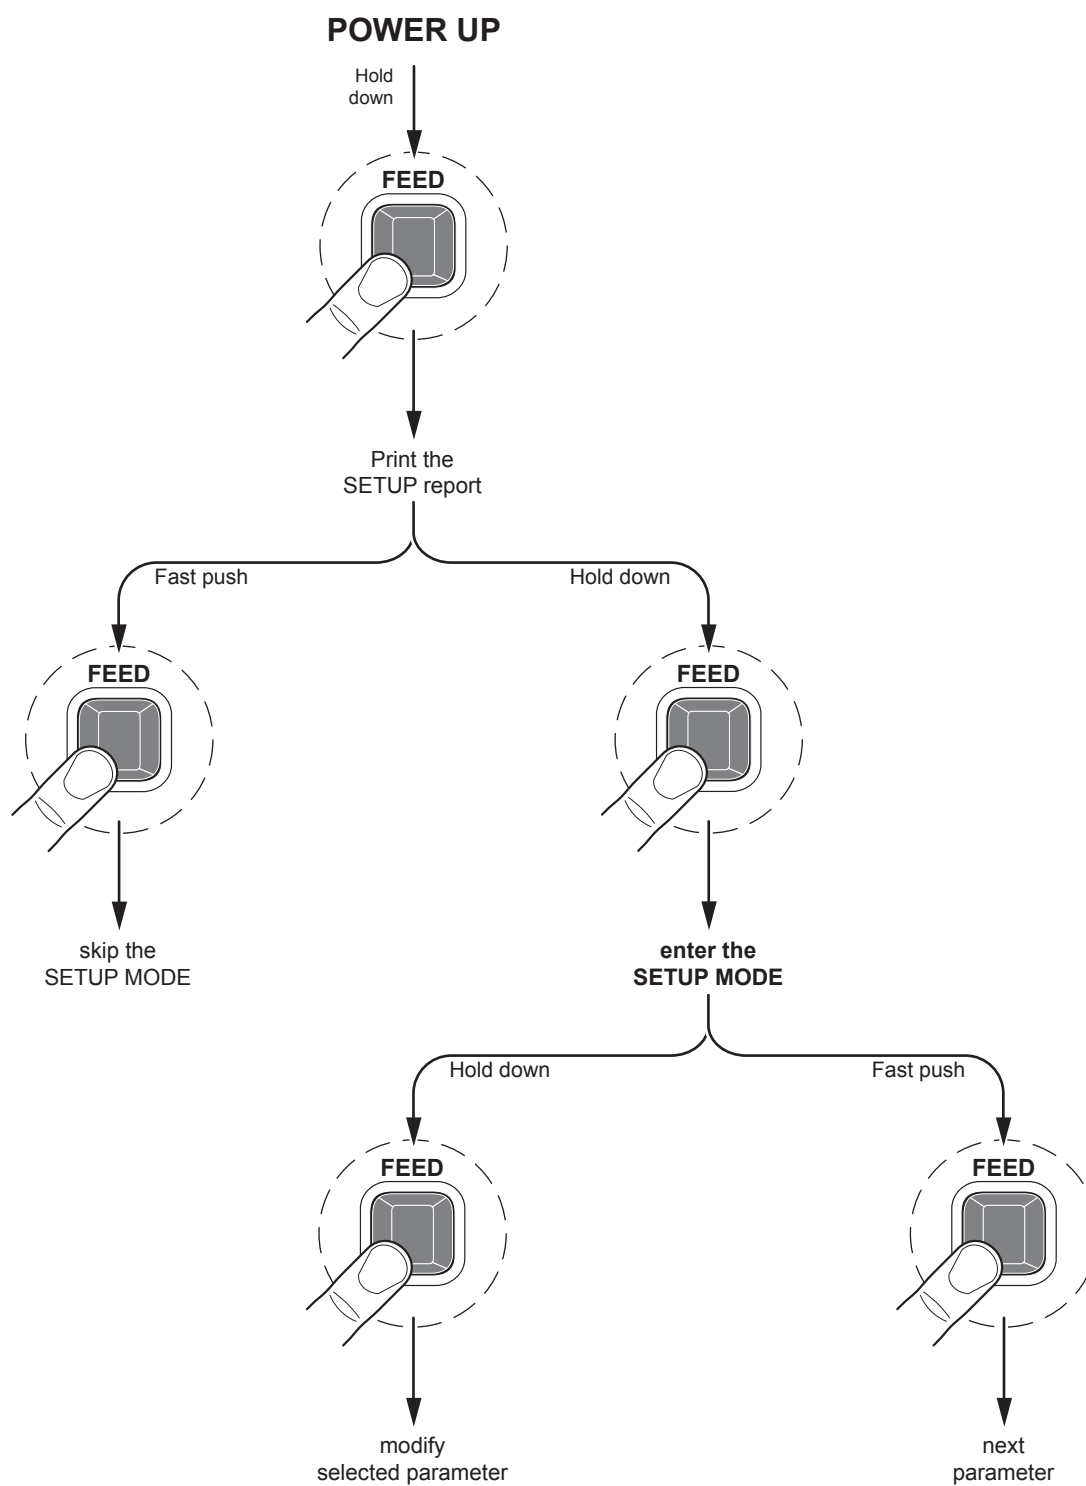 POWER UP
Hold
down
FEED
Print the
SETUP report
Fast push
Hold down
FEED
FEED
skip the
SETUP MODE
enter the
SETUP MODE
Hold down
Fast push
FEED
FEED
modify
selected parameter
next
parameter